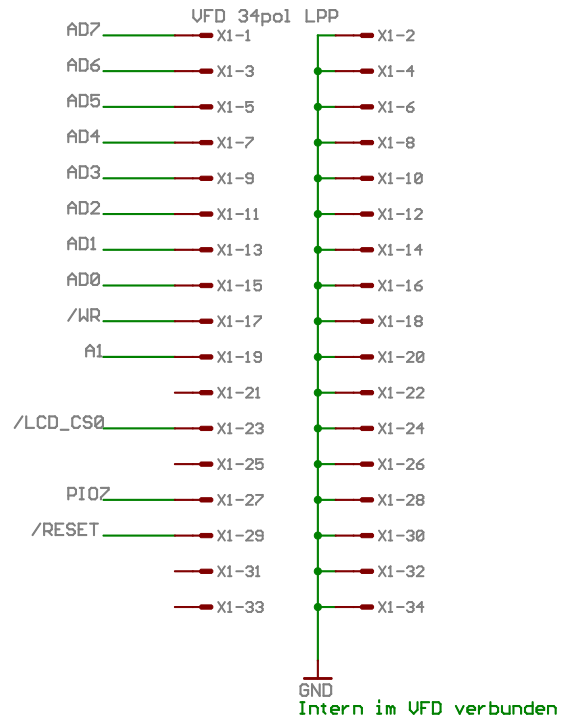 VFD 34pol LPP
AD7 X1-1 X1-2
AD6 X1-3 X1-4
AD5 X1-5 X1-6
AD4 X1-7 X1-8
AD3 X1-9 X1-10
AD2 X1-11 X1-12
AD1 X1-13 X1-14
AD0 X1-15 X1-16
/WR X1-17 X1-18
A1 X1-19 X1-20
X1-21 X1-22
/LCD_CS0 X1-23 X1-24
X1-25 X1-26
PIO7 X1-27 X1-28
/RESET X1-29 X1-30
X1-31 X1-32
X1-33 X1-34
GND
Intern im VFD verbunden